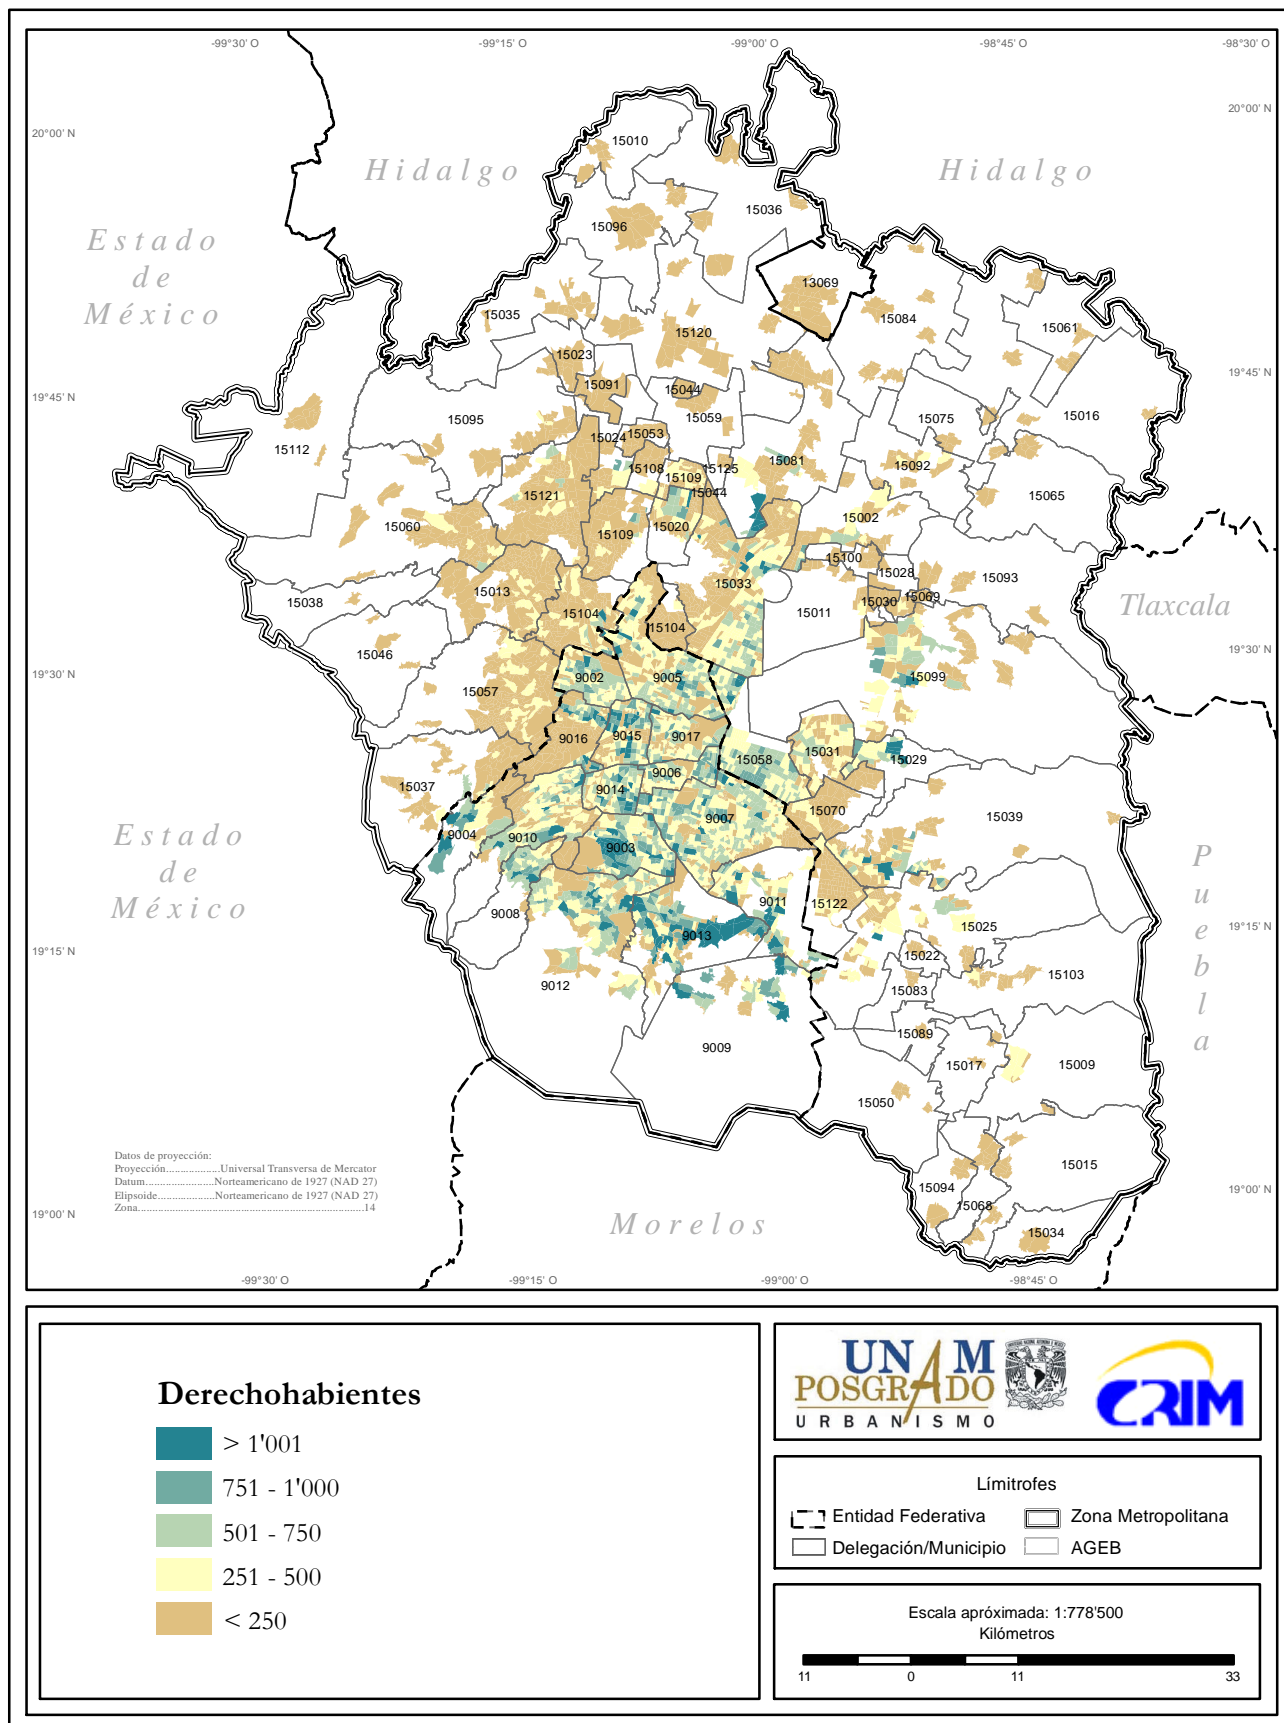 -99°30' O
-99°15' O
-99°00' O
-98°45' O
-98°30' O
20°00' N
20°00' N
15010
Hidalgo
Hidalgo
15036
15096
Estado
de
México
13069
15035
15084
15061
15120
15023
15091
15044
19°45' N
19°45' N
15095
15059
15075
15016
15024
15053
15112
15108
15109
15125
15081
15092
15121
15044
15065
15060
15020
15002
15109
15100
15028
15093
15013
15033
15038
15030
15069
Tlaxcala
15104
15104
15011
15046
19°30' N
19°30' N
9002
9005
15099
15057
9016
9015
9017
15058
15031
15029
15037
9006
9014
15070
15039
9004
9010
9003
9007
Estado
de
México
Puebla
9008
9011
15122
15025
9013
19°15' N
19°15' N
15022
15103
9012
15083
15089
9009
15017
15009
15050
Datos de proyección:
Proyección..................Universal Transversa de Mercator
Datum.......................Norteamericano de 1927 (NAD 27)
Elipsoide...................Norteamericano de 1927 (NAD 27)
Zona...........................................................................14
15015
15094
15068
19°00' N
19°00' N
Morelos
15034
-99°30' O
-99°15' O
-99°00' O
-98°45' O
Derechohabientes
> 1'001
751 - 1'000
501 - 750
251 - 500
< 250
UNAM
POSGRADO
URBANISMO
CRIM
Límitrofes
Entidad Federativa
Zona Metropolitana
Delegación/Municipio
AGEB
Escala apróximada: 1:778'500
Kilómetros
11 0 11 33